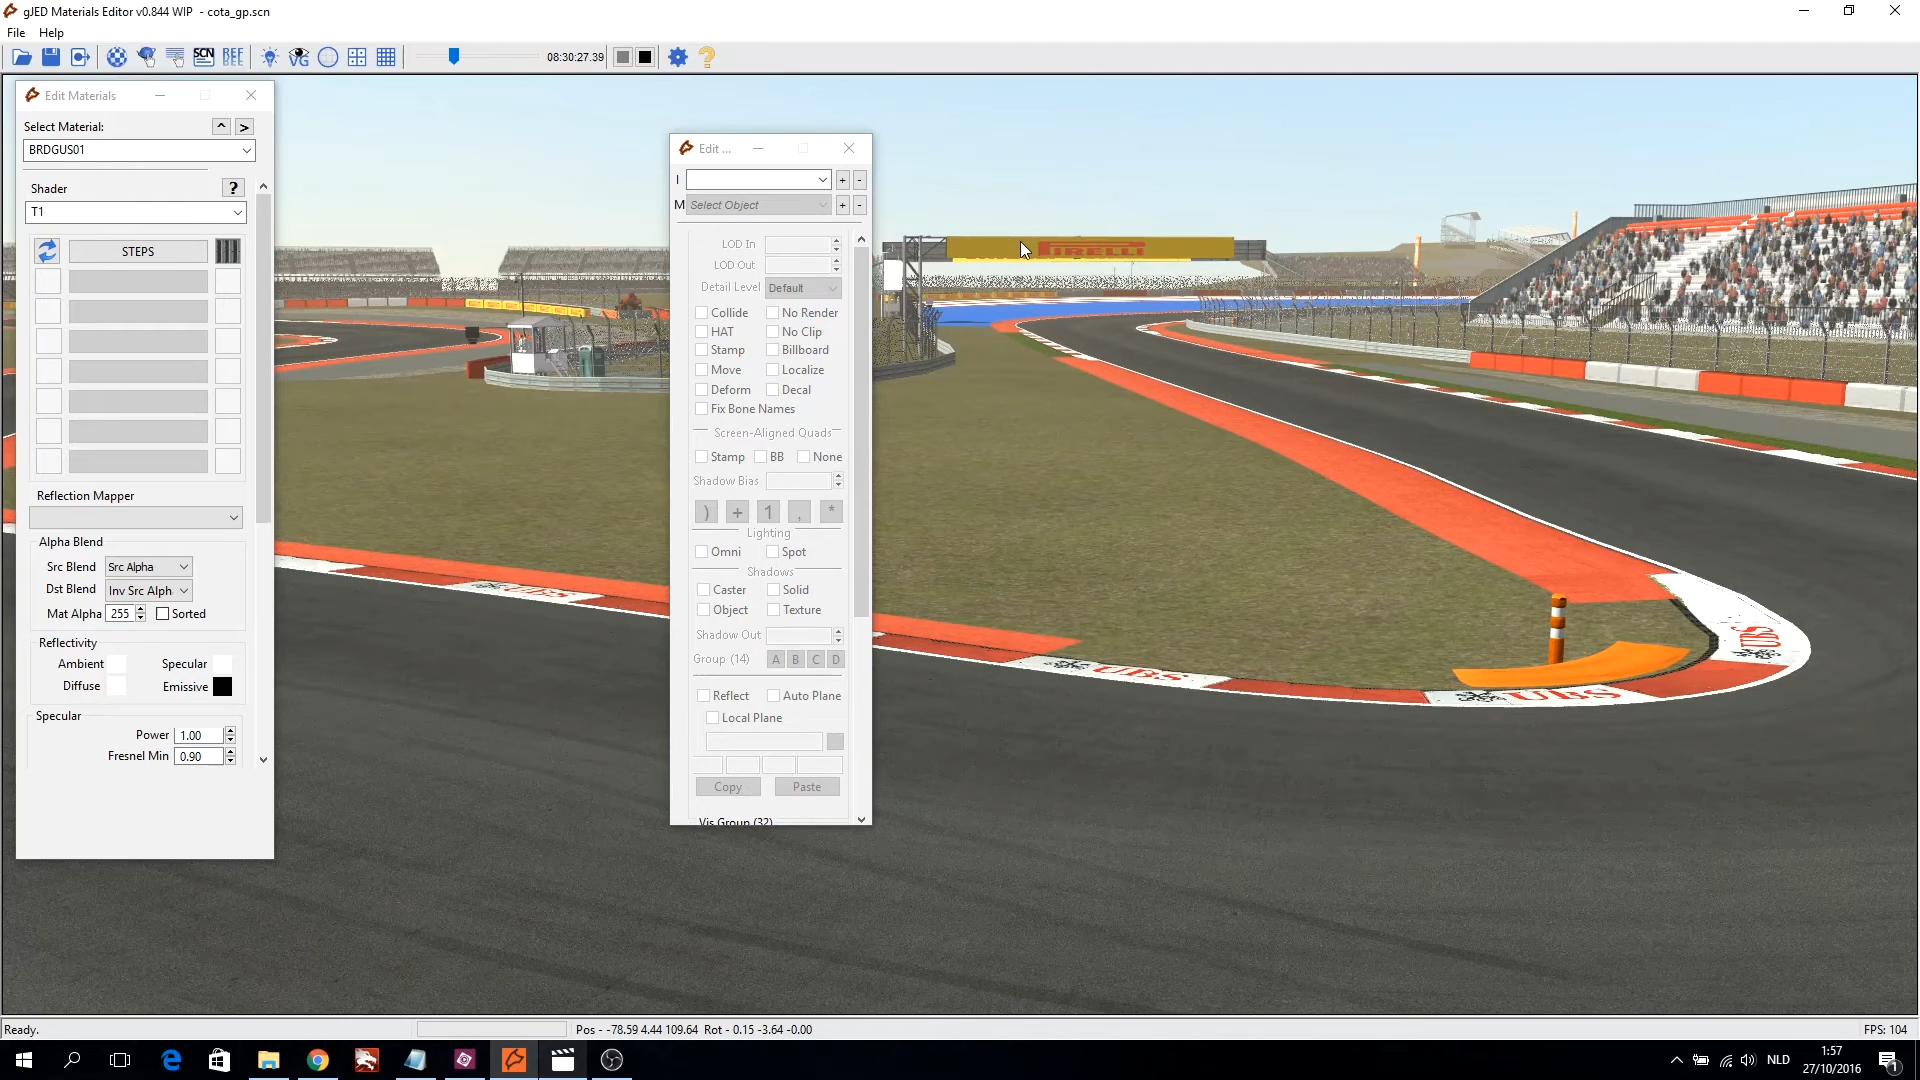 gJED Materials Editor v0.844 WIP - cota_gp.scn
File Help
SCN
REF
VG
08:30:27.39
?
Edit Materials
Select Material:
^ >
BRDGUS01
Shader
?
T1
STEPS
Reflection Mapper
Alpha Blend
Src Blend Src Alpha
Dst Blend Inv Src Alph
Mat Alpha 255 Sorted
Reflectivity
Ambient Specular
Diffuse Emissive
Specular
Power 1.00
Fresnel Min 0.90
Edit ...
I + -
M Select Object + -
LOD In
LOD Out
Detail Level Default
Collide No Render
HAT No Clip
Stamp Billboard
Move Localize
Deform Decal
Fix Bone Names
Screen-Aligned Quads
Stamp BB None
Shadow Bias
) + 1 , *
Lighting
Omni Spot
Shadows
Caster Solid
Object Texture
Shadow Out
Group (14) A B C D
Reflect Auto Plane
Local Plane
Copy Paste
Vis Group (32)
PIRELLI
UBS
UBS
UBS
UBS
Ready.
Pos - -78.59 4.44 109.64 Rot - 0.15 -3.64 -0.00
FPS: 104
NLD
1:57
27/10/2016
1